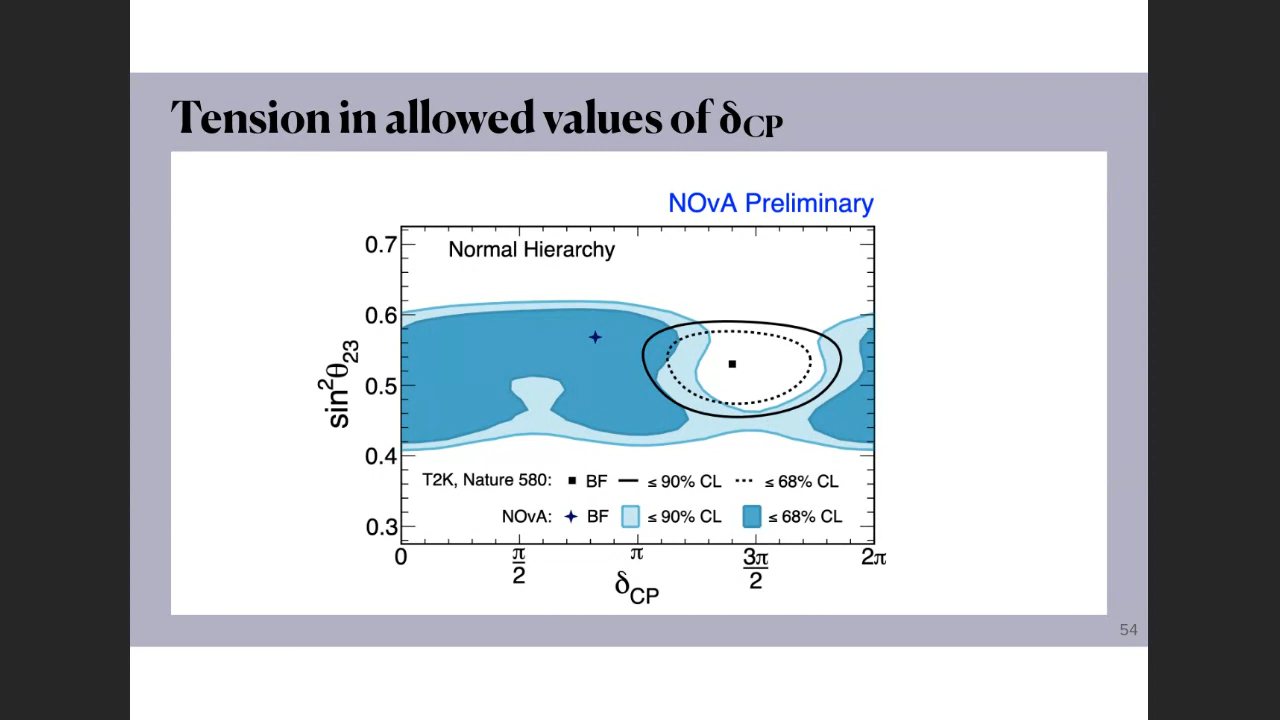 Tension in allowed values of δCP
NOvA Preliminary
Normal Hierarchy
0.7
0.6
0.5
0.4
0.3
sin²θ₂₃
T2K, Nature 580: BF ≤ 90% CL ≤ 68% CL
NOvA: BF ≤ 90% CL ≤ 68% CL
0 π/2 π 3π/2 2π
δCP
54